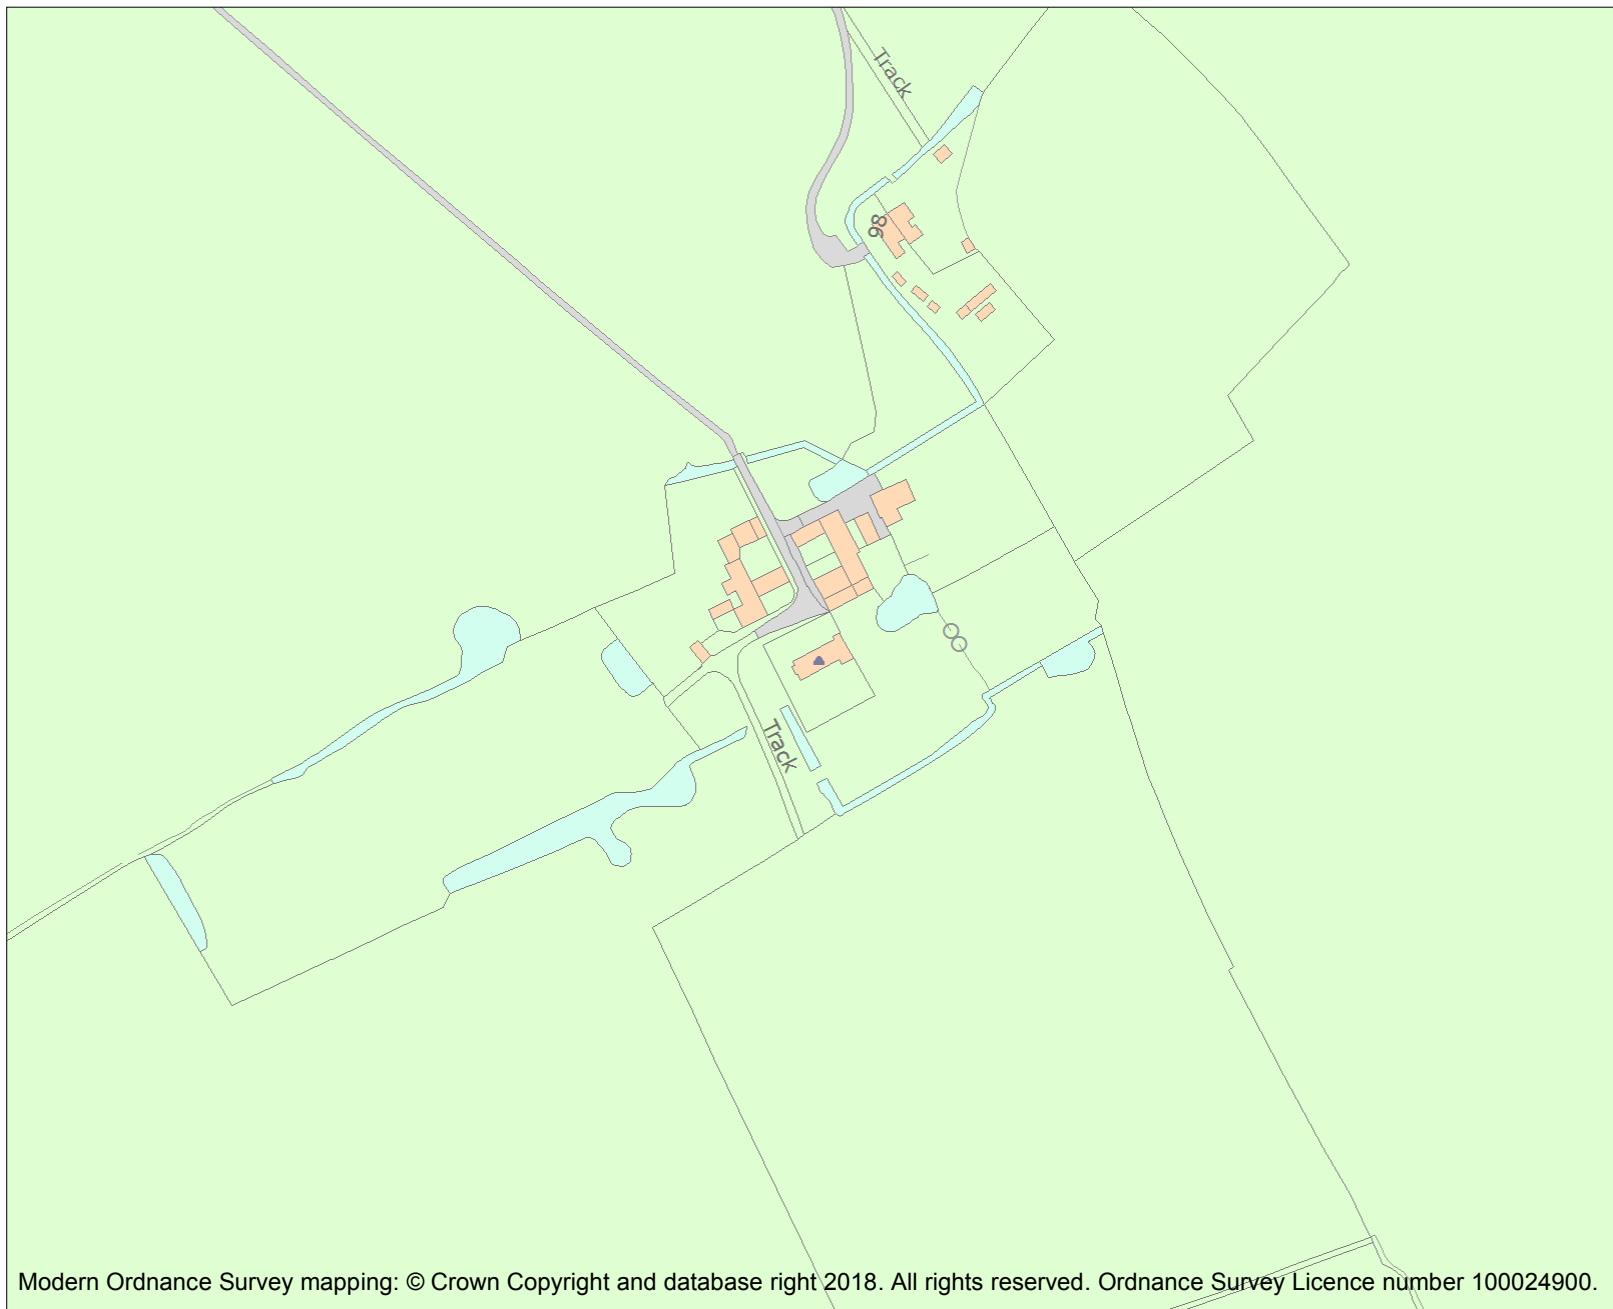 Track
86
Track
Modern Ordnance Survey mapping: © Crown Copyright and database right 2018. All rights reserved. Ordnance Survey Licence number 100024900.